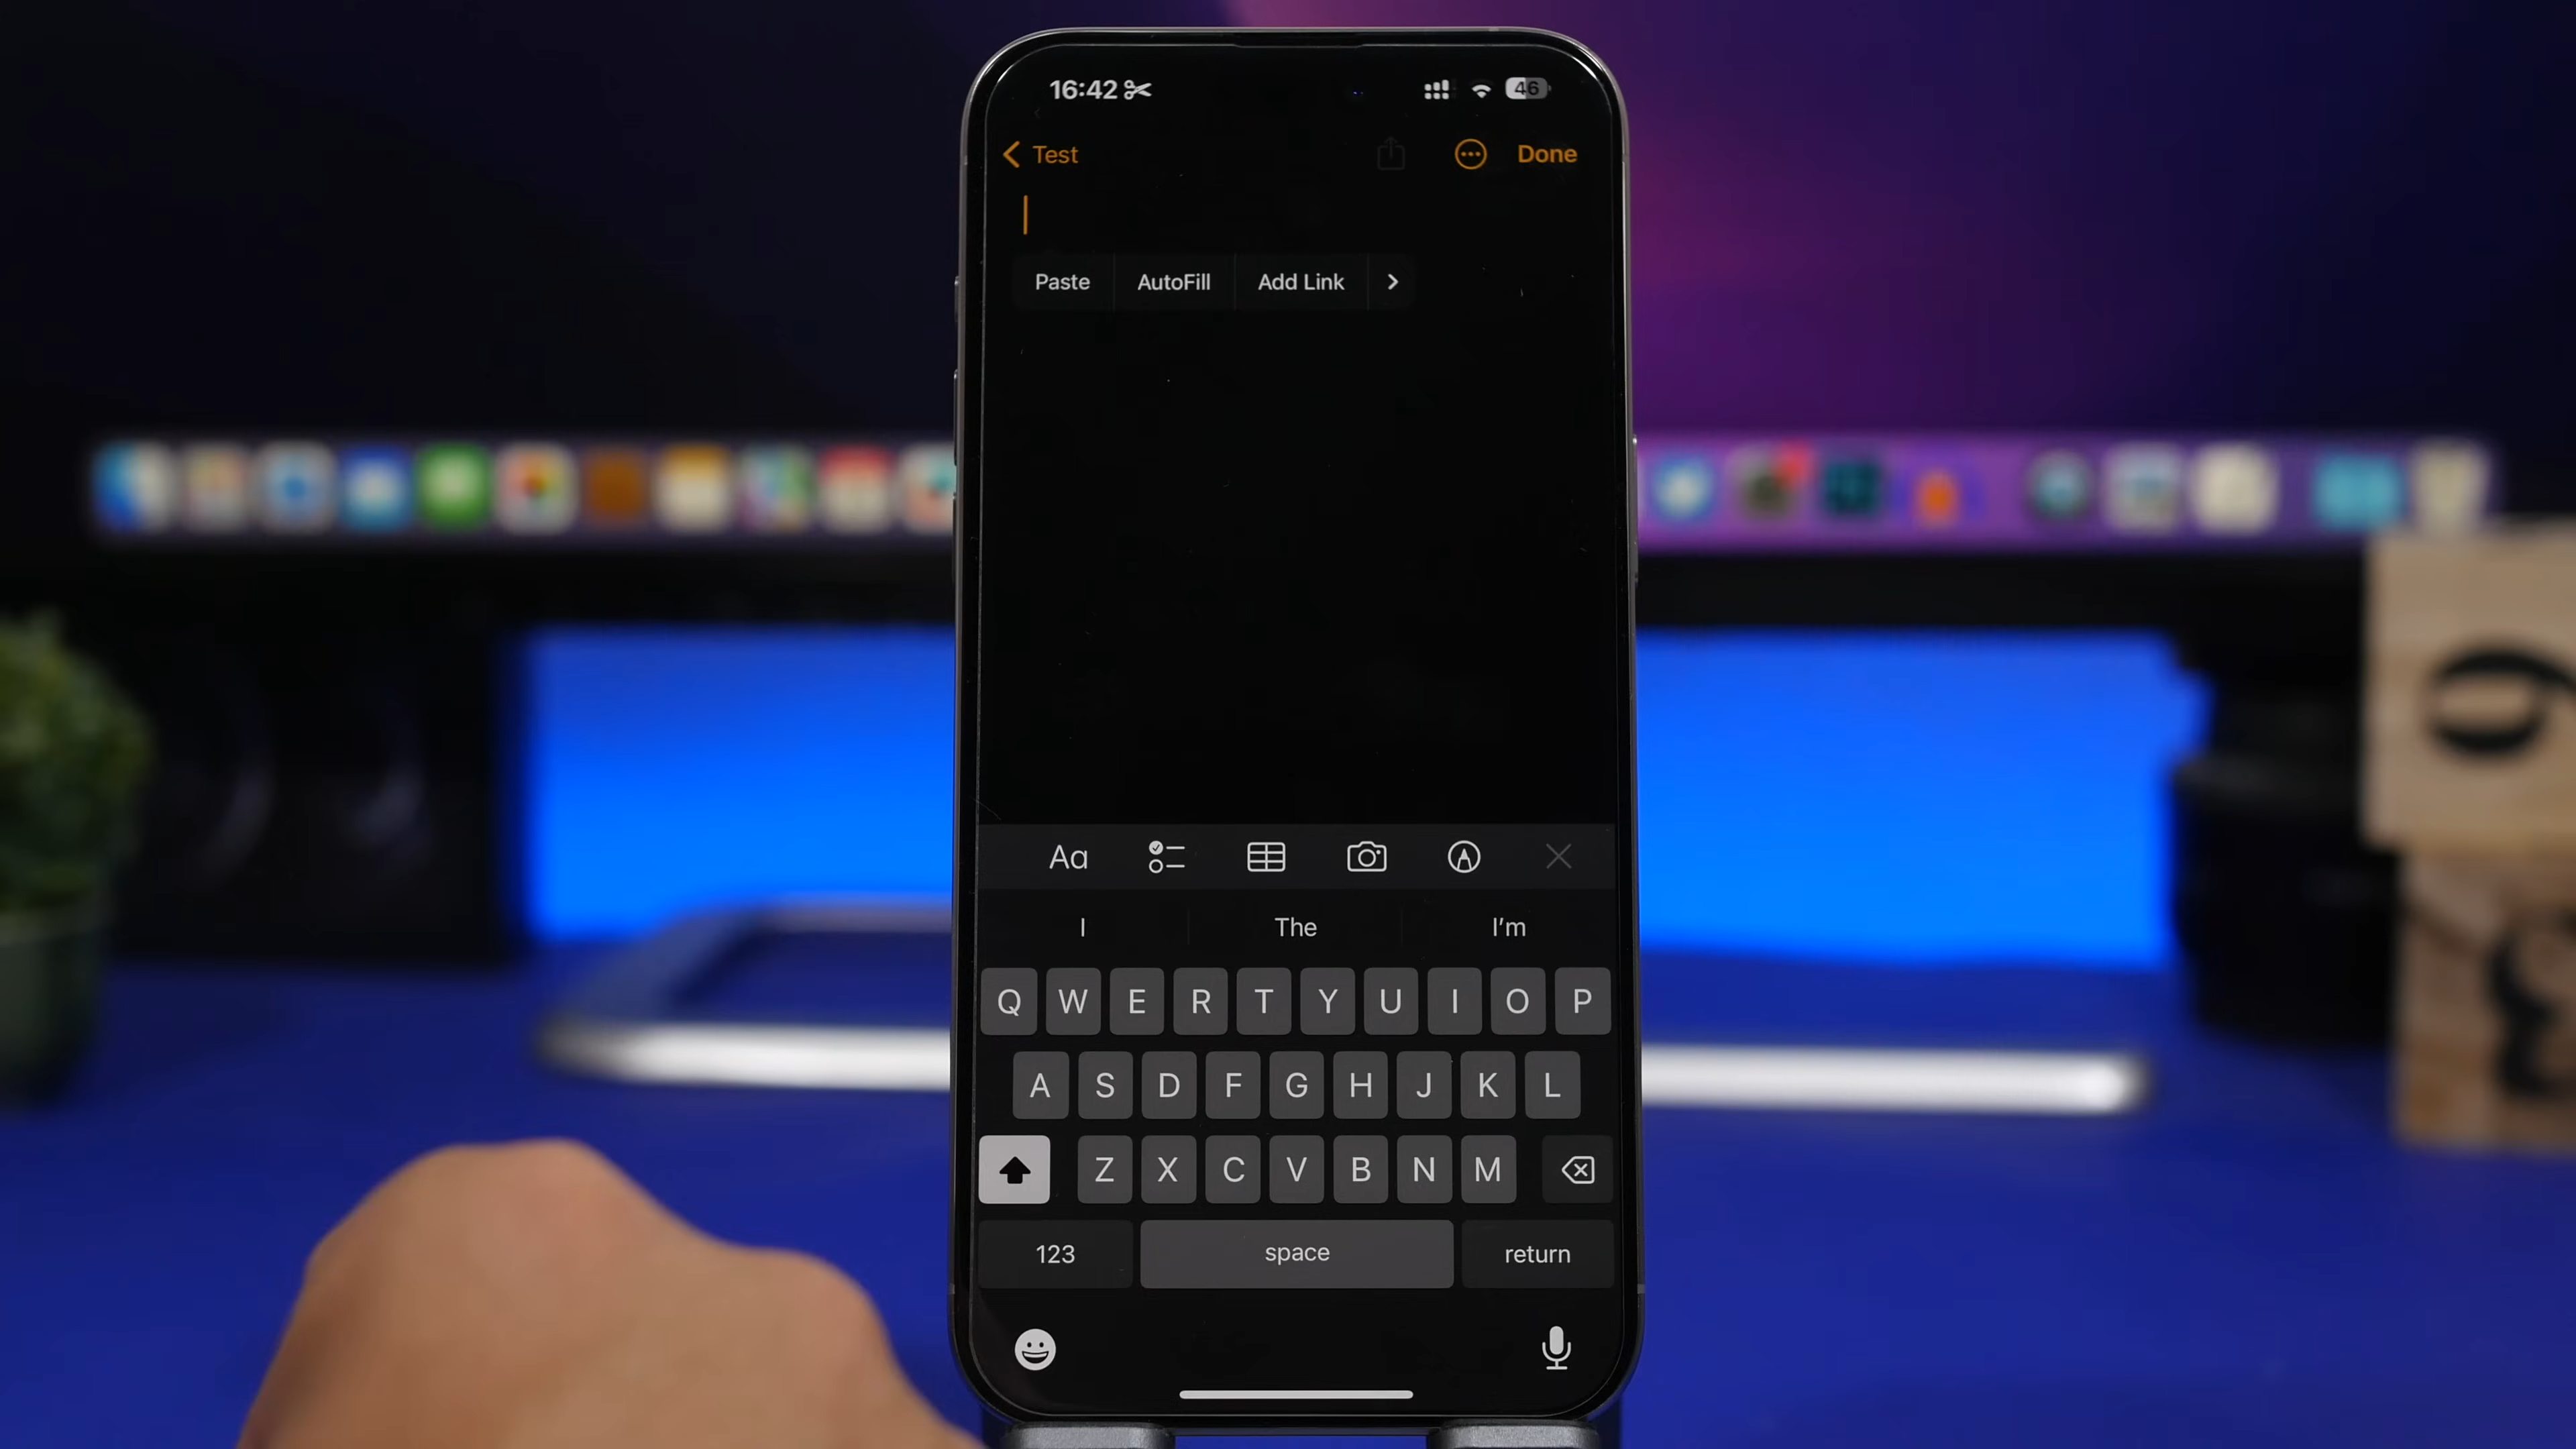 16:42 46
Test Done
Paste AutoFill Add Link
Aa
I The I'm
Q W E R T Y U I O P
A S D F G H J K L
Z X C V B N M
123 space return